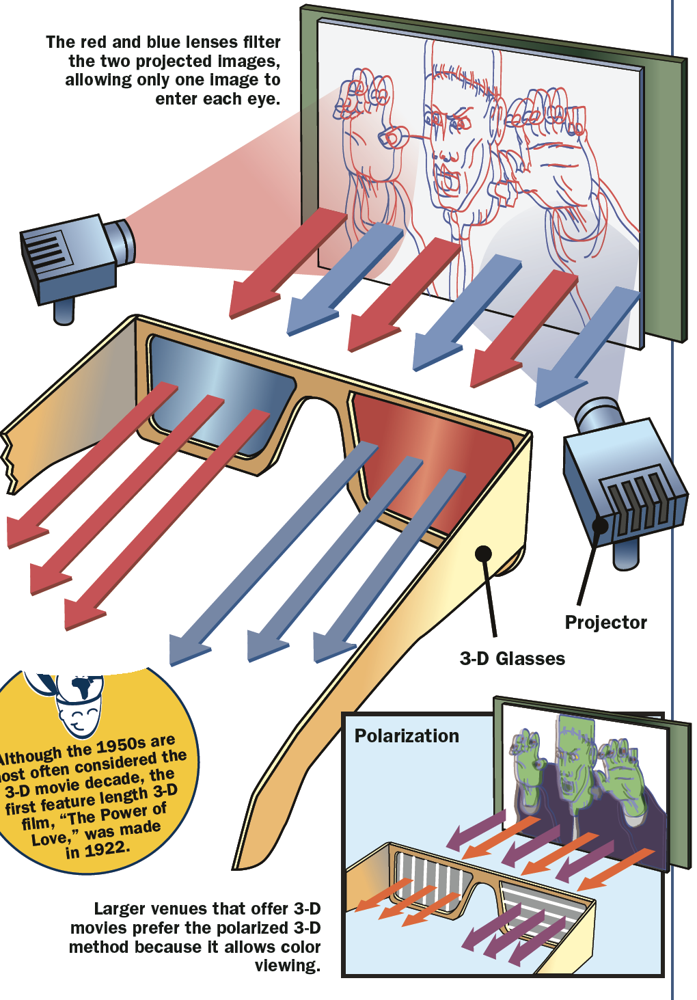 The red and blue lenses filter
the two projected images,
allowing only one image to
enter each eye.
Projector
3-D Glasses
Although the 1950s are
most often considered the
3-D movie decade, the
first feature length 3-D
film, “The Power of
Love,” was made
in 1922.
Polarization
Larger venues that offer 3-D
movies prefer the polarized 3-D
method because it allows color
viewing.